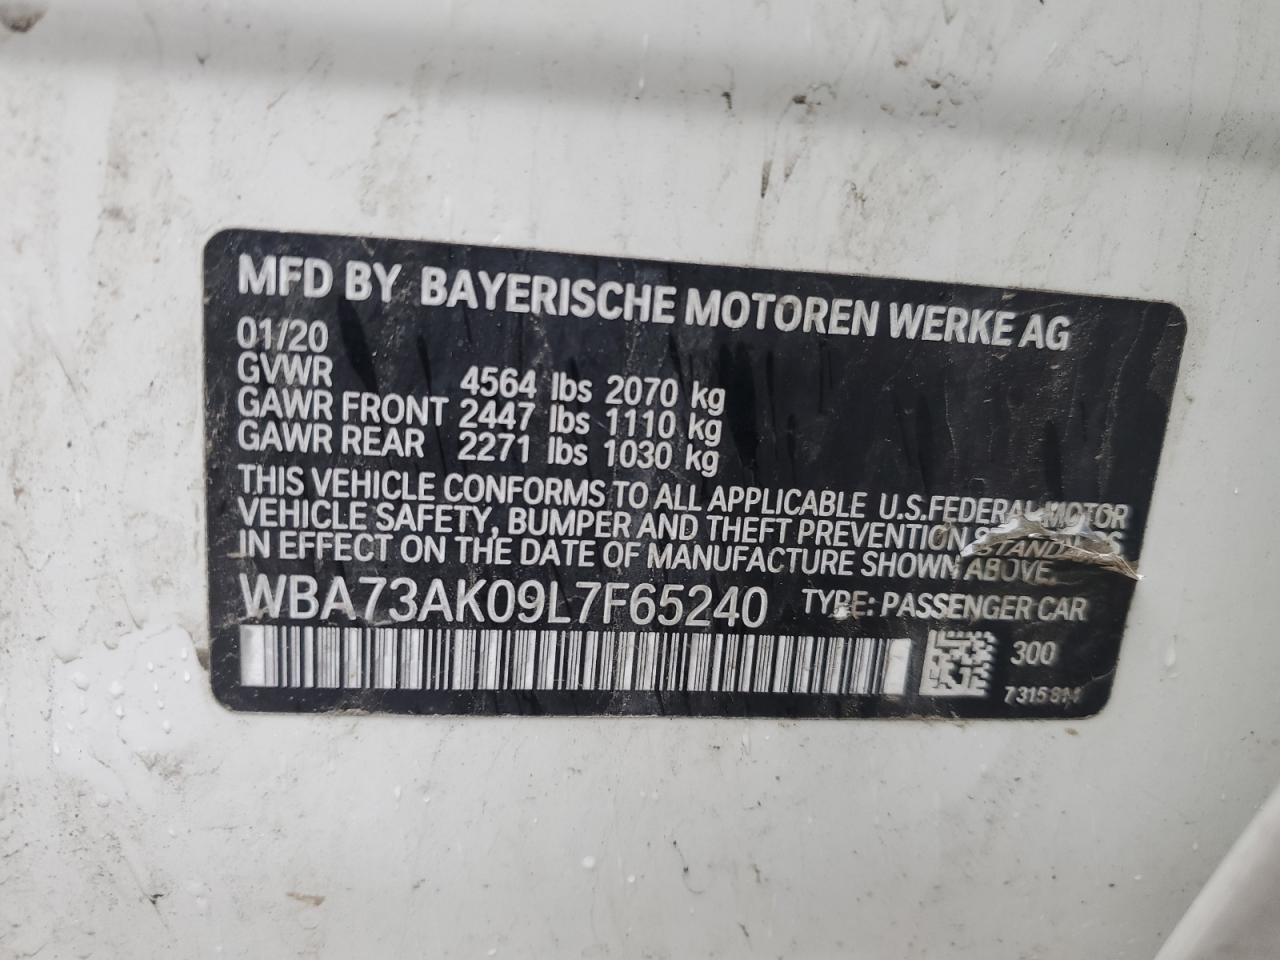 MFD BY BAYERISCHE MOTOREN WERKE AG
01/20
GVWR 4564 lbs 2070 kg
GAWR FRONT 2447 lbs 1110 kg
GAWR REAR 2271 lbs 1030 kg
THIS VEHICLE CONFORMS TO ALL APPLICABLE U.S.FEDERAL MOTOR
VEHICLE SAFETY, BUMPER AND THEFT PREVENTION STANDARDS
IN EFFECT ON THE DATE OF MANUFACTURE SHOWN ABOVE.
WBA73AK09L7F65240 TYPE: PASSENGER CAR
300
7315814